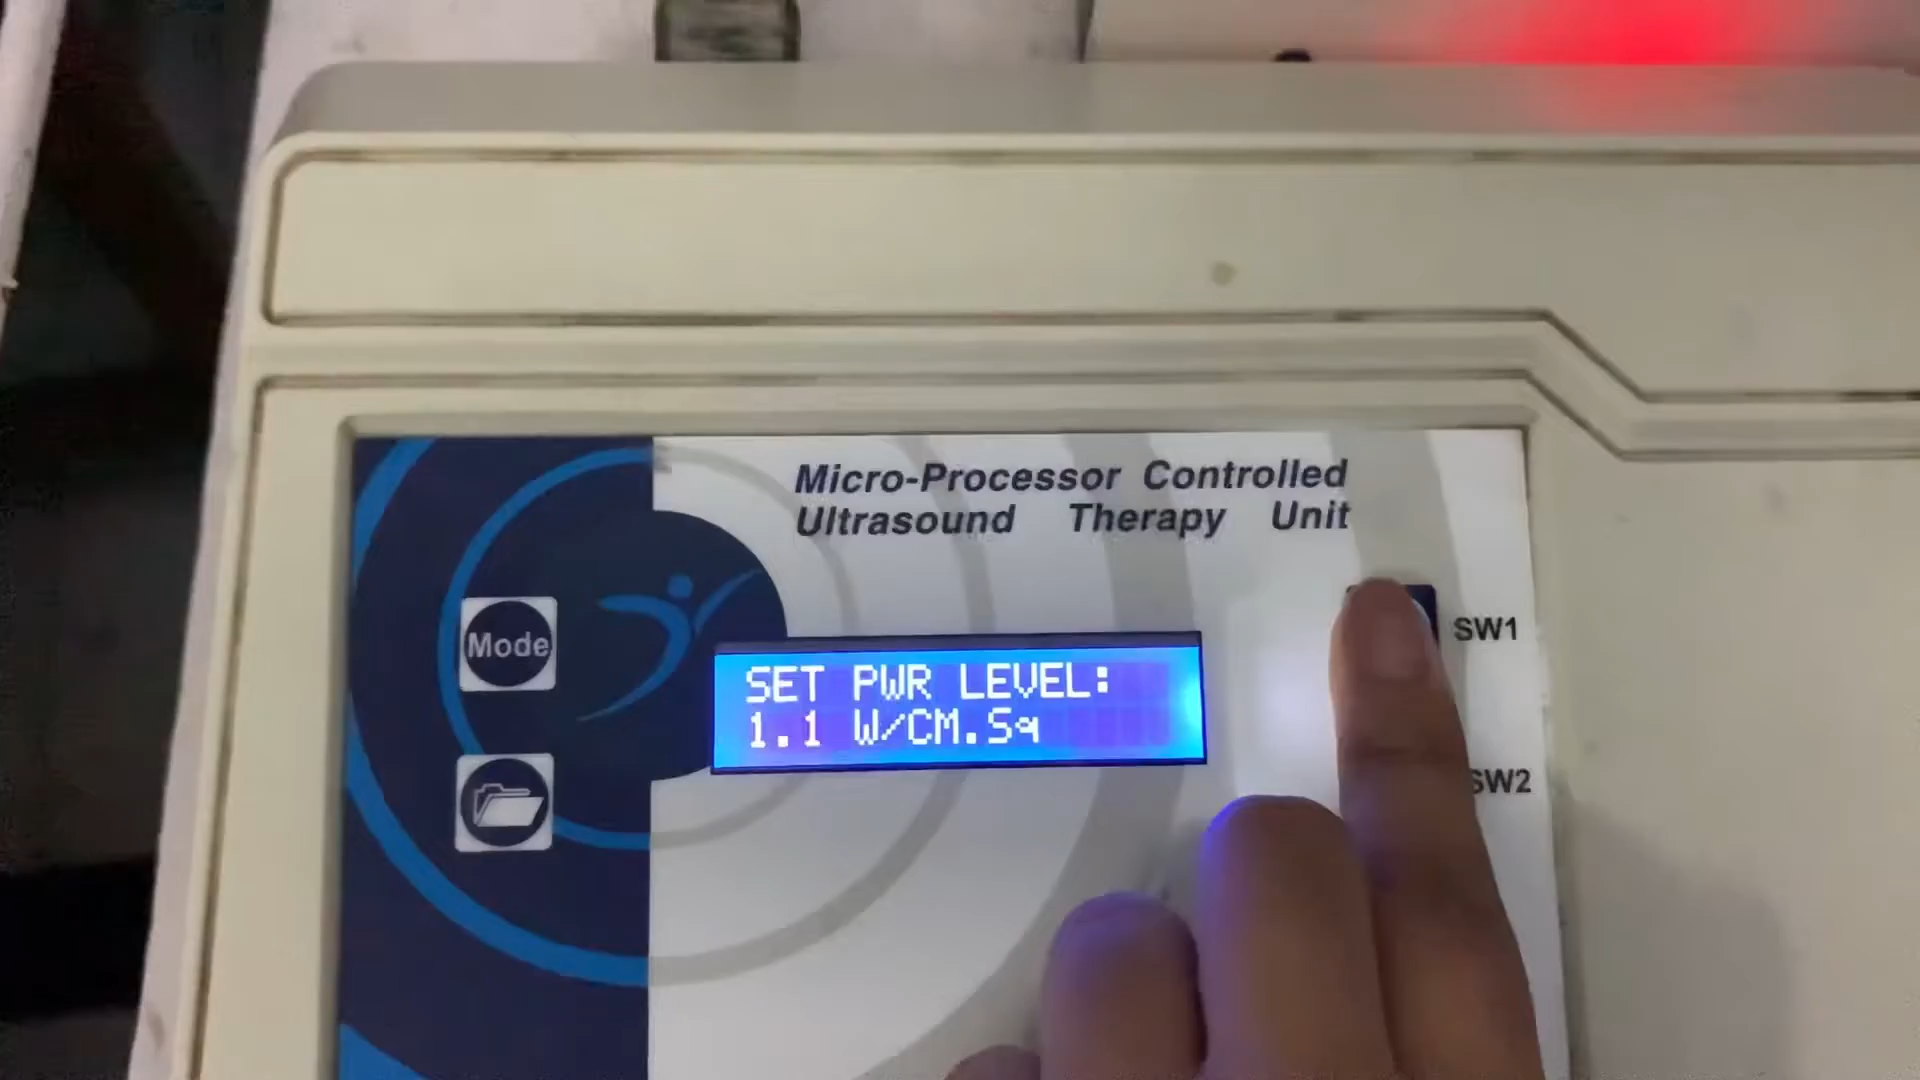 Micro-Processor Controlled
Ultrasound Therapy Unit
SW1
Mode
SET PWR LEVEL:
1.1 W/CM.Sq
SW2